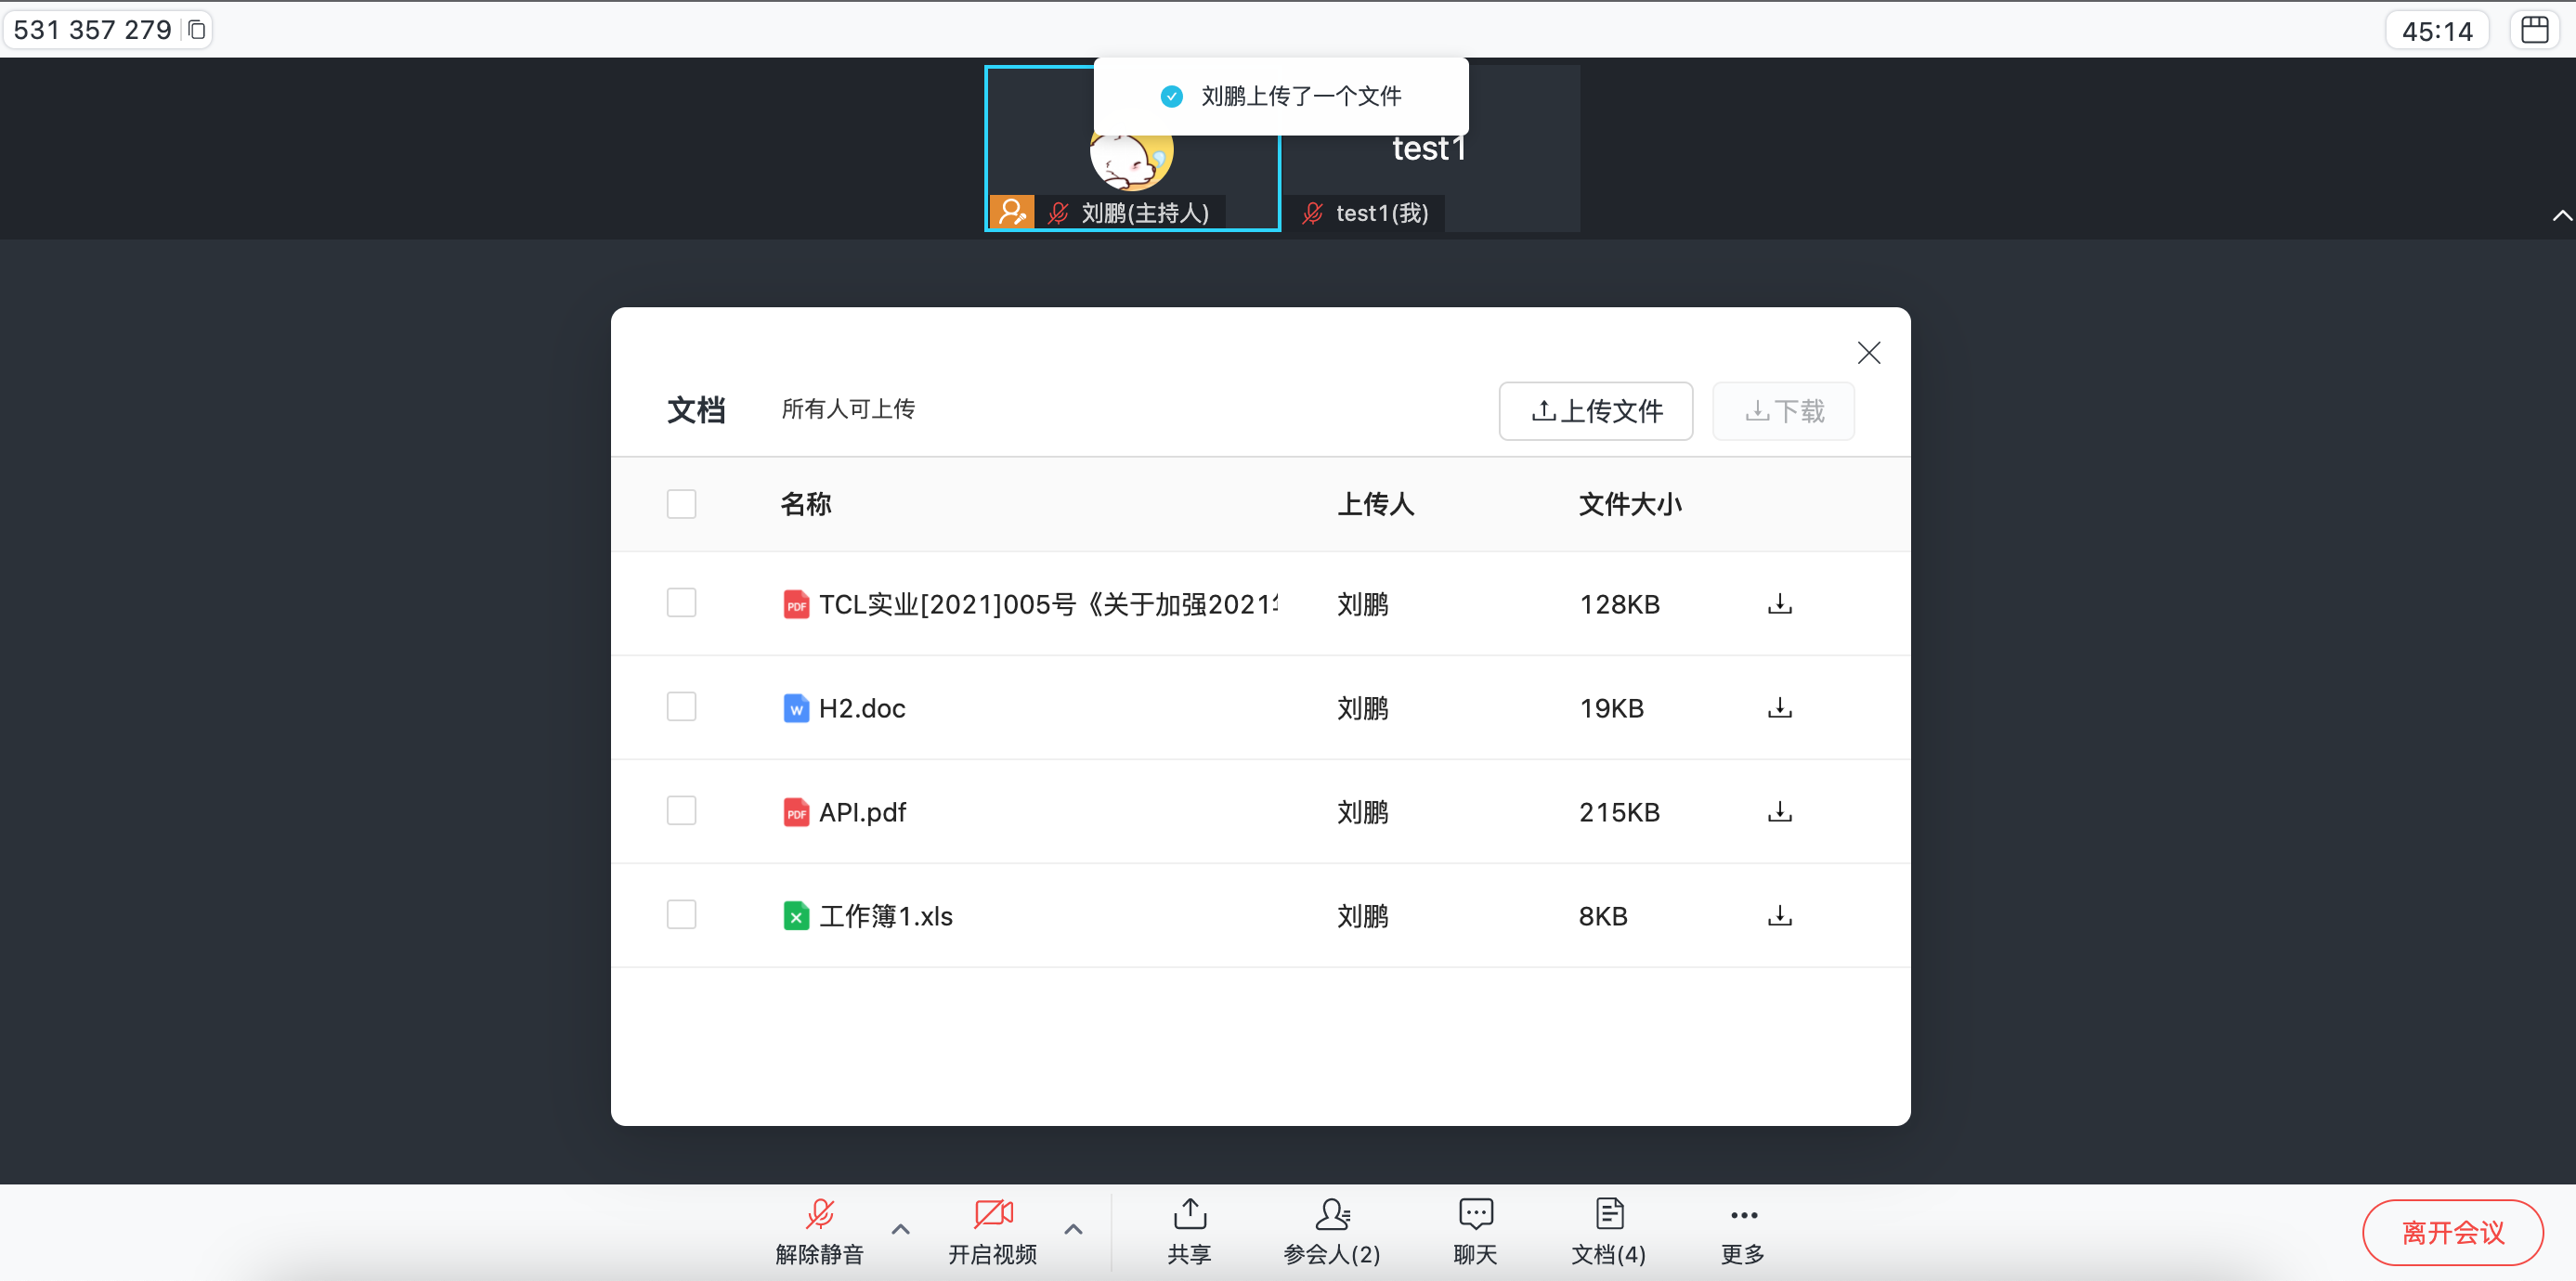 531 357 279
45:14
刘鹏上传了一个文件
test1
刘鹏(主持人)
test1(我)
文档
所有人可上传
上传文件
下载
名称
上传人
文件大小
PDF
TCL实业[2021]005号《关于加强2021
刘鹏
128KB
W
H2.doc
刘鹏
19KB
PDF
API.pdf
刘鹏
215KB
工作簿1.xls
刘鹏
8KB
解除静音
开启视频
共享
参会人(2)
聊天
文档(4)
更多
离开会议